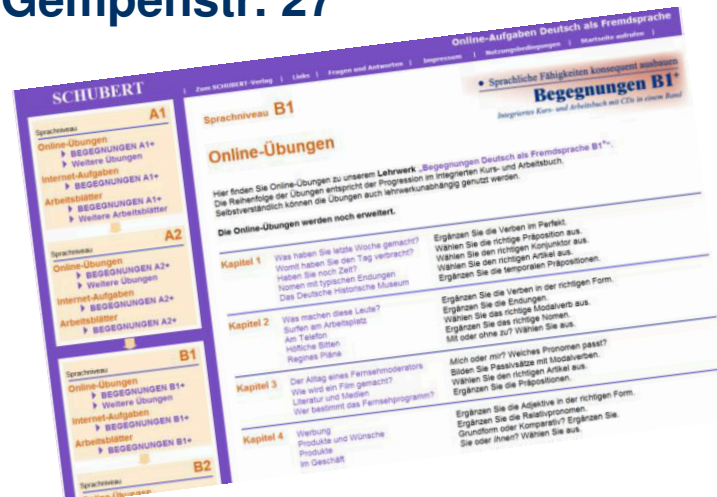 Gempenstr. 27
Online-Aufgaben Deutsch als Fremdsprache
| Zum SCHUBERT-Verlag | Links | Fragen und Antworten | Impressum | Nutzungsbedingungen | Startseite aufrufen |
SCHUBERT
A1
Sprachniveau
Online-Übungen
BEGEGNUNGEN A1+
Weitere Übungen
Internet-Aufgaben
BEGEGNUNGEN A1+
Arbeitsblätter
BEGEGNUNGEN A1+
Weitere Arbeitsblätter
A2
Sprachniveau
Online-Übungen
BEGEGNUNGEN A2+
Weitere Übungen
Internet-Aufgaben
BEGEGNUNGEN A2+
Arbeitsblätter
BEGEGNUNGEN A2+
B1
Sprachniveau
Online-Übungen
BEGEGNUNGEN B1+
Weitere Übungen
Internet-Aufgaben
BEGEGNUNGEN B1+
Arbeitsblätter
BEGEGNUNGEN B1+
B2
Sprachniveau
Sprachniveau B1
• Sprachliche Fähigkeiten konsequent ausbauen
Begegnungen B1+
Integriertes Kurs- und Arbeitsbuch mit CDs in einem Band
Online-Übungen
Hier finden Sie Online-Übungen zu unserem Lehrwerk „Begegnungen Deutsch als Fremdsprache B1+“.
Die Reihenfolge der Übungen entspricht der Progression im Integrierten Kurs- und Arbeitsbuch.
Selbstverständlich können die Übungen auch lehrwerkunabhängig genutzt werden.
Die Online-Übungen werden noch erweitert.
Kapitel 1
Was haben Sie letzte Woche gemacht? Ergänzen Sie die Verben im Perfekt.
Womit haben Sie den Tag verbracht? Wählen Sie die richtige Präposition aus.
Haben Sie noch Zeit? Wählen Sie den richtigen Konjunktor aus.
Nomen mit typischen Endungen Wählen Sie den richtigen Artikel aus.
Das Deutsche Historische Museum Ergänzen Sie die temporalen Präpositionen.
Kapitel 2
Was machen diese Leute? Ergänzen Sie die Verben in der richtigen Form.
Surfen am Arbeitsplatz Ergänzen Sie die Endungen.
Am Telefon Wählen Sie das richtige Modalverb aus.
Höfliche Bitten Ergänzen Sie das richtige Nomen.
Regines Pläne Mit oder ohne zu? Wählen Sie aus.
Kapitel 3
Der Alltag eines Fernsehmoderators Mich oder mir? Welches Pronomen passt?
Wie wird ein Film gemacht? Bilden Sie Passivsätze mit Modalverben.
Literatur und Medien Wählen Sie den richtigen Artikel aus.
Wer bestimmt das Fernsehprogramm? Ergänzen Sie die Präpositionen.
Kapitel 4
Werbung Ergänzen Sie die Adjektive in der richtigen Form.
Produkte und Wünsche Ergänzen Sie die Relativpronomen.
Produkte Grundform oder Komparativ? Ergänzen Sie.
Im Geschäft Sie oder Ihnen? Wählen Sie aus.